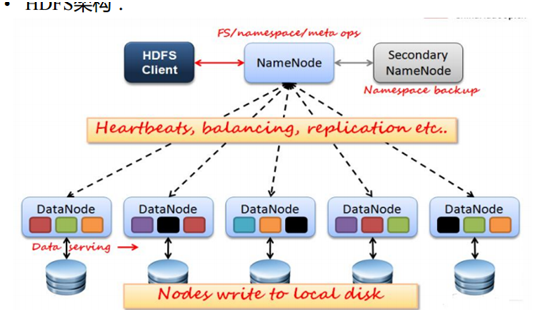 • HDFS架构：
FS/namespace/meta ops
HDFS
Client
NameNode
Secondary
NameNode
Namespace backup
Heartbeats, balancing, replication etc..
DataNode
DataNode
DataNode
DataNode
DataNode
Data serving
Nodes write to local disk